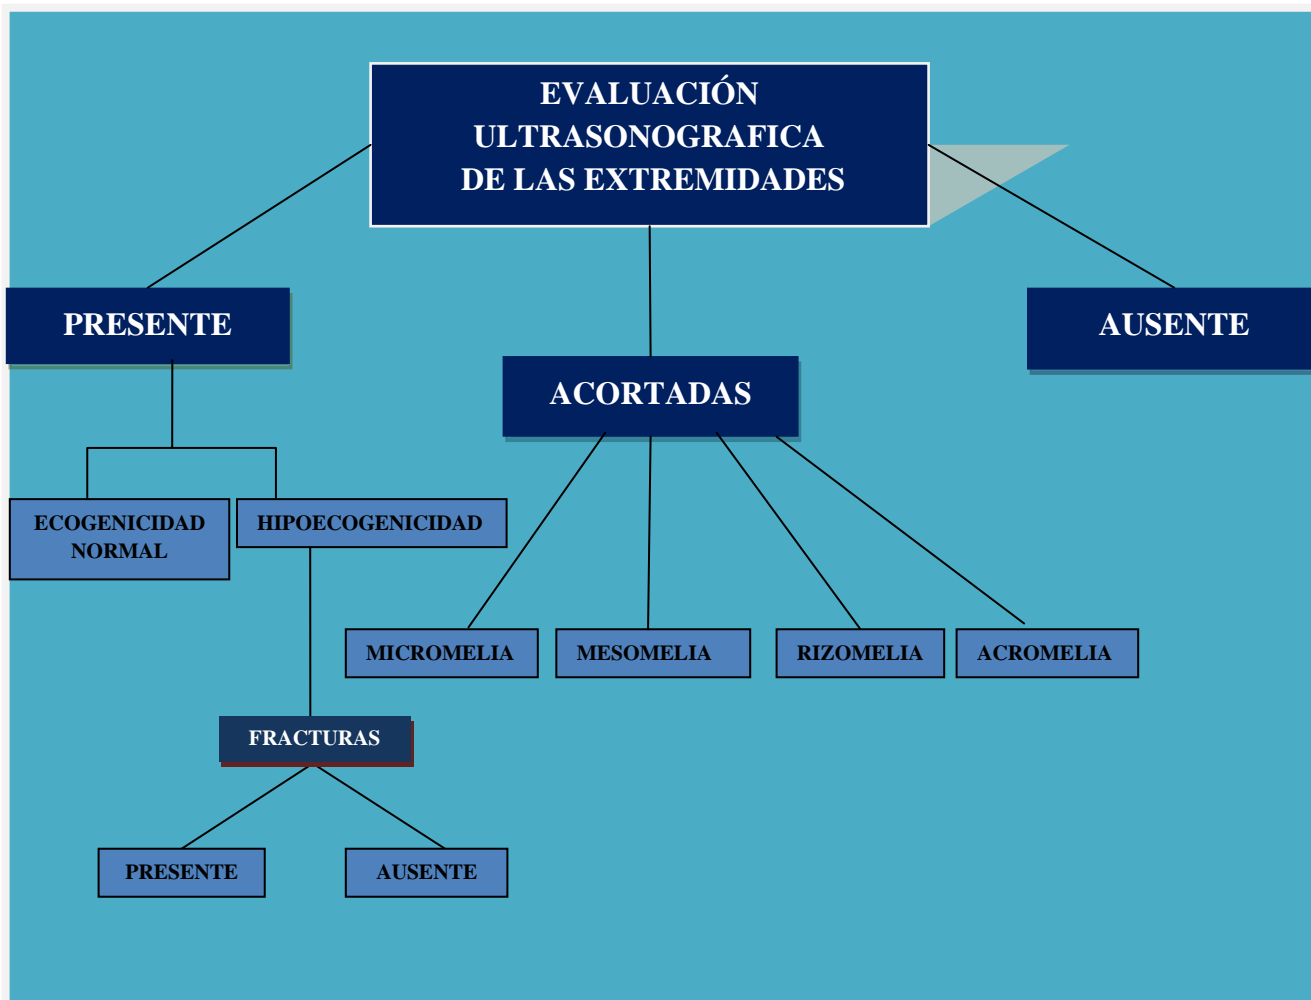 EVALUACIÓN
ULTRASONOGRAFICA
DE LAS EXTREMIDADES
PRESENTE
AUSENTE
ACORTADAS
ECOGENICIDAD
NORMAL
HIPOECOGENICIDAD
MICROMELIA
MESOMELIA
RIZOMELIA
ACROMELIA
FRACTURAS
PRESENTE
AUSENTE